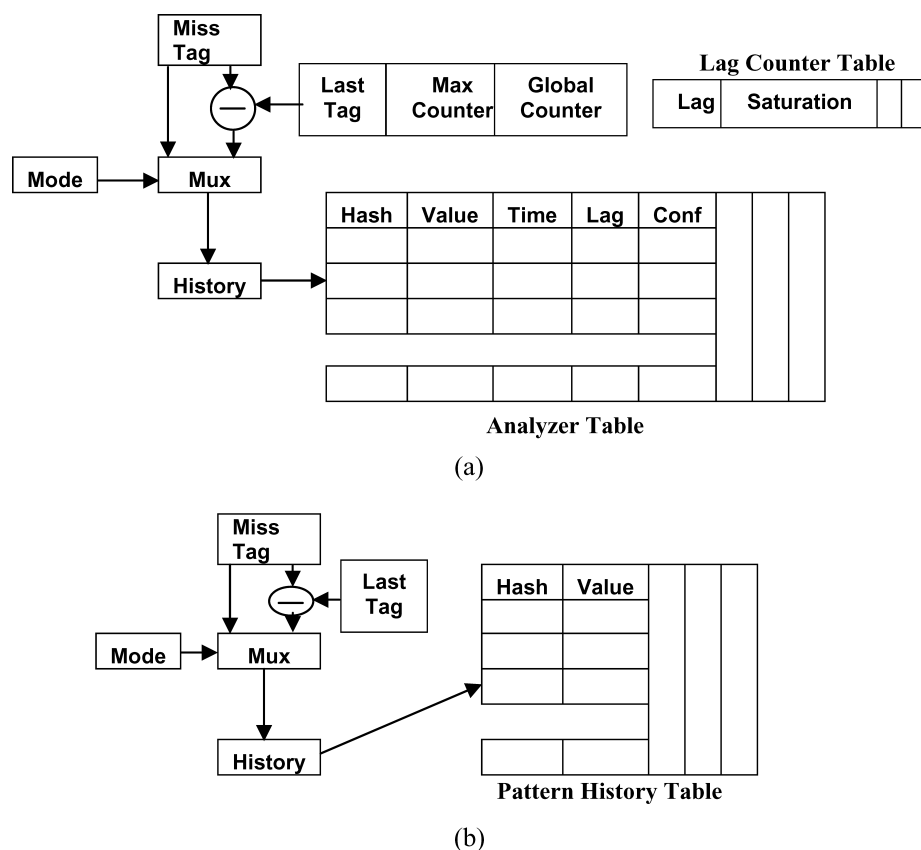 Miss
Tag
Lag Counter Table
Last
Tag
Max
Counter
Global
Counter
Lag
Saturation
Mode
Mux
Hash
Value
Time
Lag
Conf
History
Analyzer Table
(a)
Miss
Tag
Last
Tag
Hash
Value
Mode
Mux
History
Pattern History Table
(b)